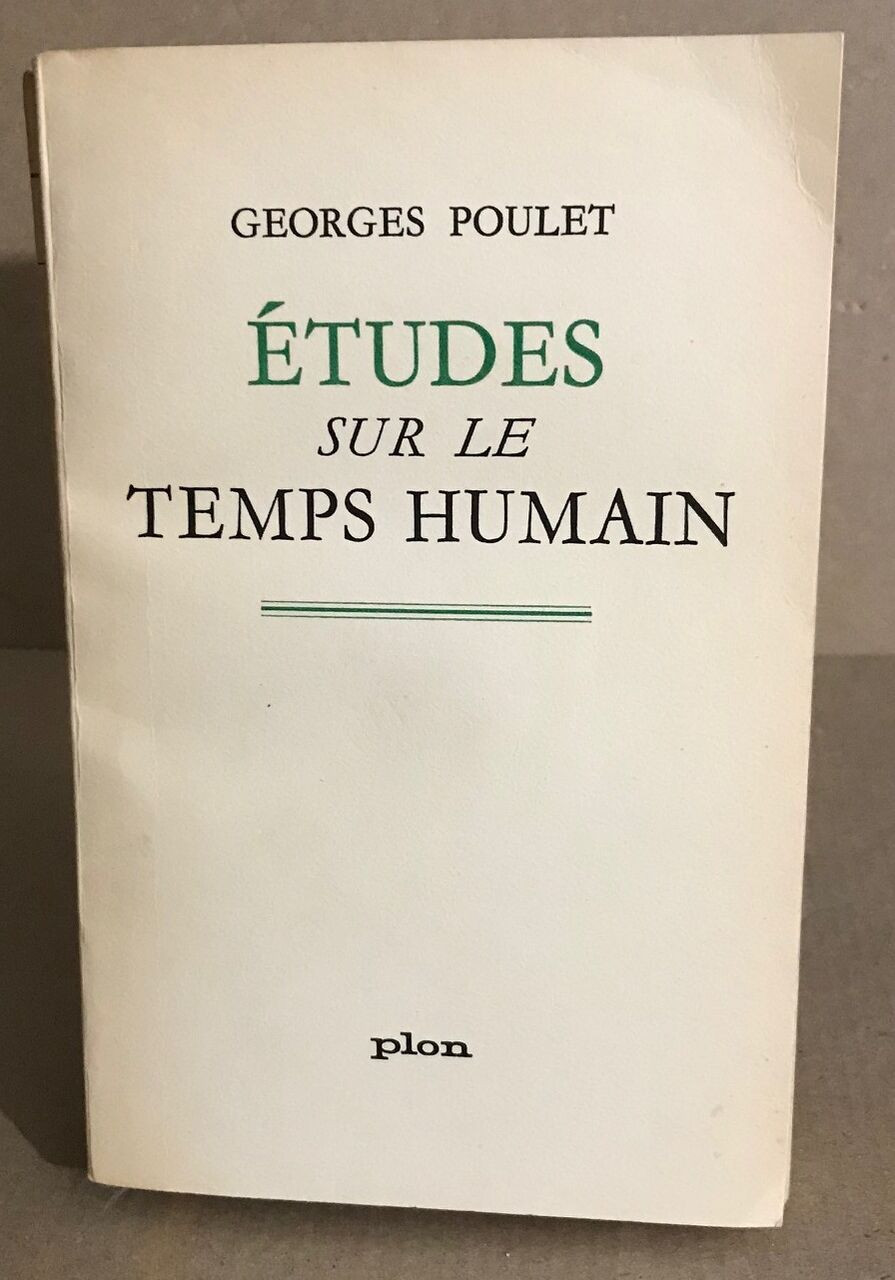 GEORGES POULET
ÉTUDES
SUR LE
TEMPS HUMAIN
plon